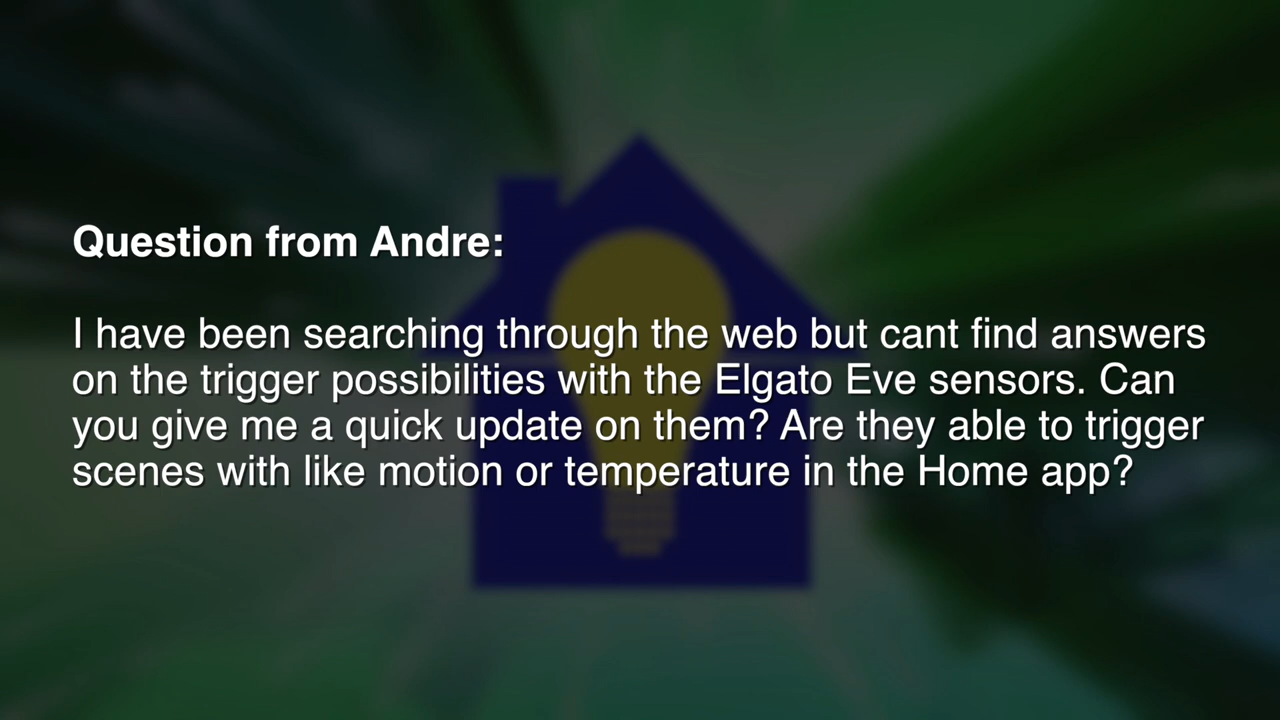 Question from Andre:
I have been searching through the web but cant find answers
on the trigger possibilities with the Elgato Eve sensors. Can
you give me a quick update on them? Are they able to trigger
scenes with like motion or temperature in the Home app?